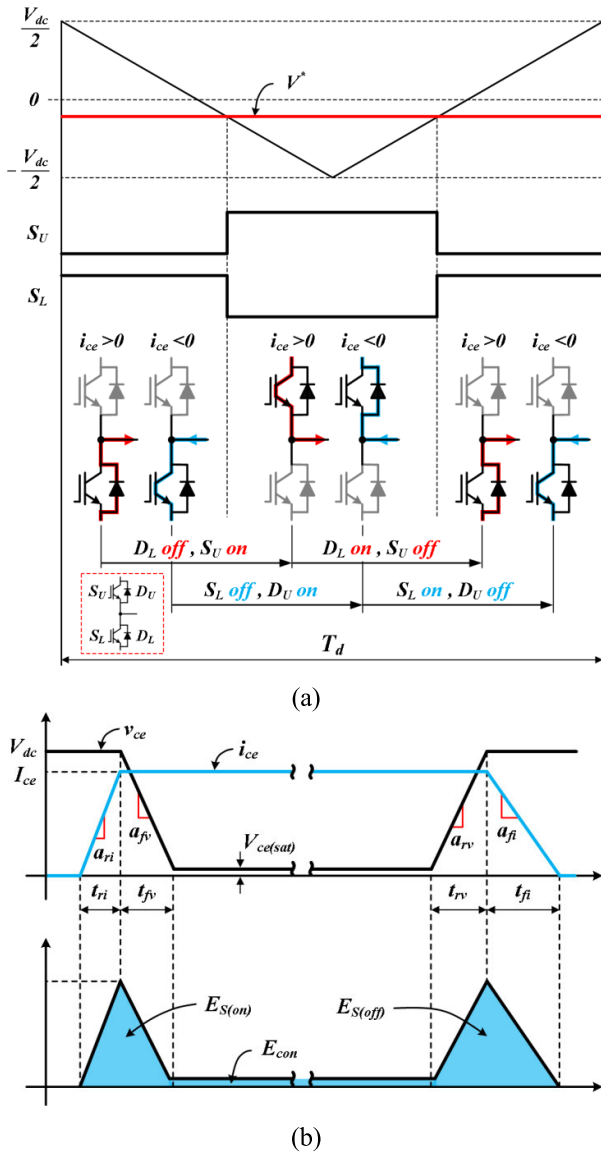 V_dc/2
V*
0
-V_dc/2
S_U
S_L
i_ce >0 i_ce <0 i_ce >0 i_ce <0 i_ce >0 i_ce <0
D_L off , S_U on D_L on , S_U off
S_L off , D_U on S_L on , D_U off
S_U D_U
S_L D_L
T_d
(a)
V_dc v_ce i_ce
I_ce
a_ri a_fv V_ce(sat) a_rv a_fi
t_ri t_fv t_rv t_fi
E_S(on) E_S(off)
E_con
(b)